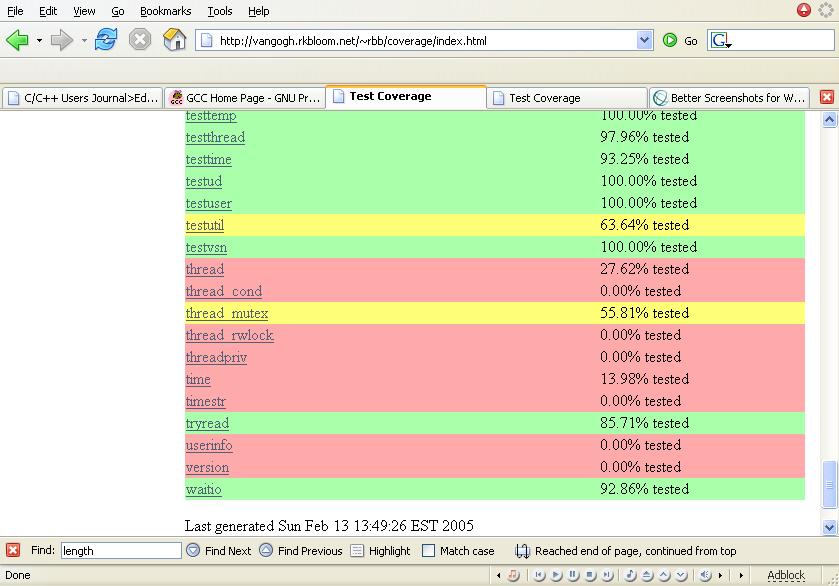 File Edit View Go Bookmarks Tools Help
http://vangogh.rkbloom.net/~rbb/coverage/index.html Go G
C/C++ Users Journal>Ed... GCC Home Page - GNU Pr... Test Coverage Test Coverage Better Screenshots for W...
testtemp 100.00% tested
testthread 97.96% tested
testtime 93.25% tested
testud 100.00% tested
testuser 100.00% tested
testutil 63.64% tested
testvsn 100.00% tested
thread 27.62% tested
thread_cond 0.00% tested
thread_mutex 55.81% tested
thread_rwlock 0.00% tested
threadpriv 0.00% tested
time 13.98% tested
timestr 0.00% tested
tryread 85.71% tested
userinfo 0.00% tested
version 0.00% tested
waitio 92.86% tested
Last generated Sun Feb 13 13:49:26 EST 2005
Find: length Find Next Find Previous Highlight Match case Reached end of page, continued from top
Done Adblock